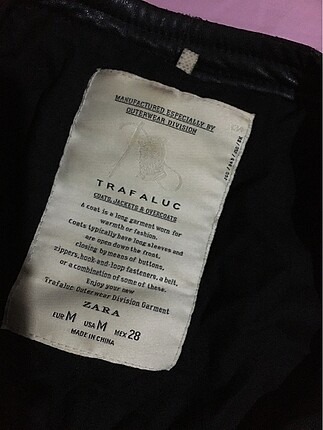 MANUFACTURED ESPECIALLY BY
OUTERWEAR DIVISION
TRAFALUC
COATS, JACKETS & OVERCOATS
A coat is a long garment worn for
warmth or fashion.
Coats typically have long sleeves and
are open down the front,
closing by means of buttons,
zippers, hook-and-loop fasteners, a belt,
or a combination of some of these.
Enjoy your new
Trafaluc Outerwear Division Garment
ZARA
EUR M USA M MEX 28
MADE IN CHINA